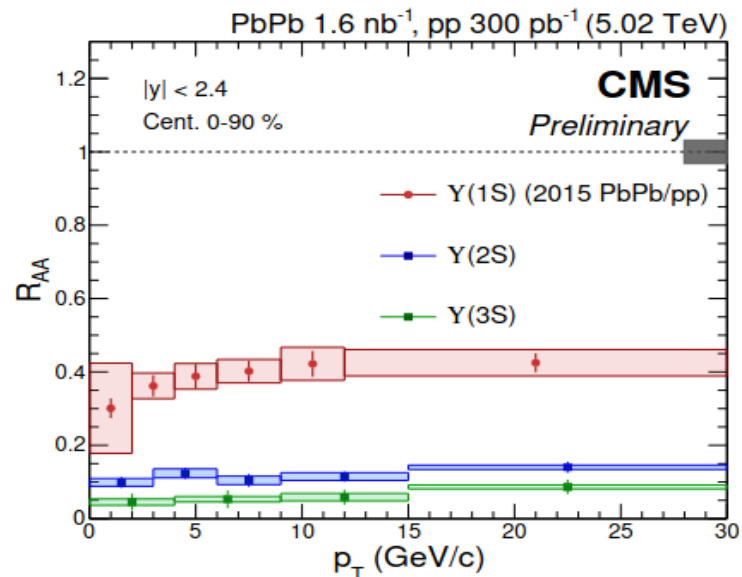 PbPb 1.6 nb-1, pp 300 pb-1 (5.02 TeV)
|y| < 2.4
Cent. 0-90 %
CMS
Preliminary
ϒ(1S) (2015 PbPb/pp)
ϒ(2S)
ϒ(3S)
RAA
1.2
1
0.8
0.6
0.4
0.2
0
0 5 10 15 20 25 30
pT (GeV/c)